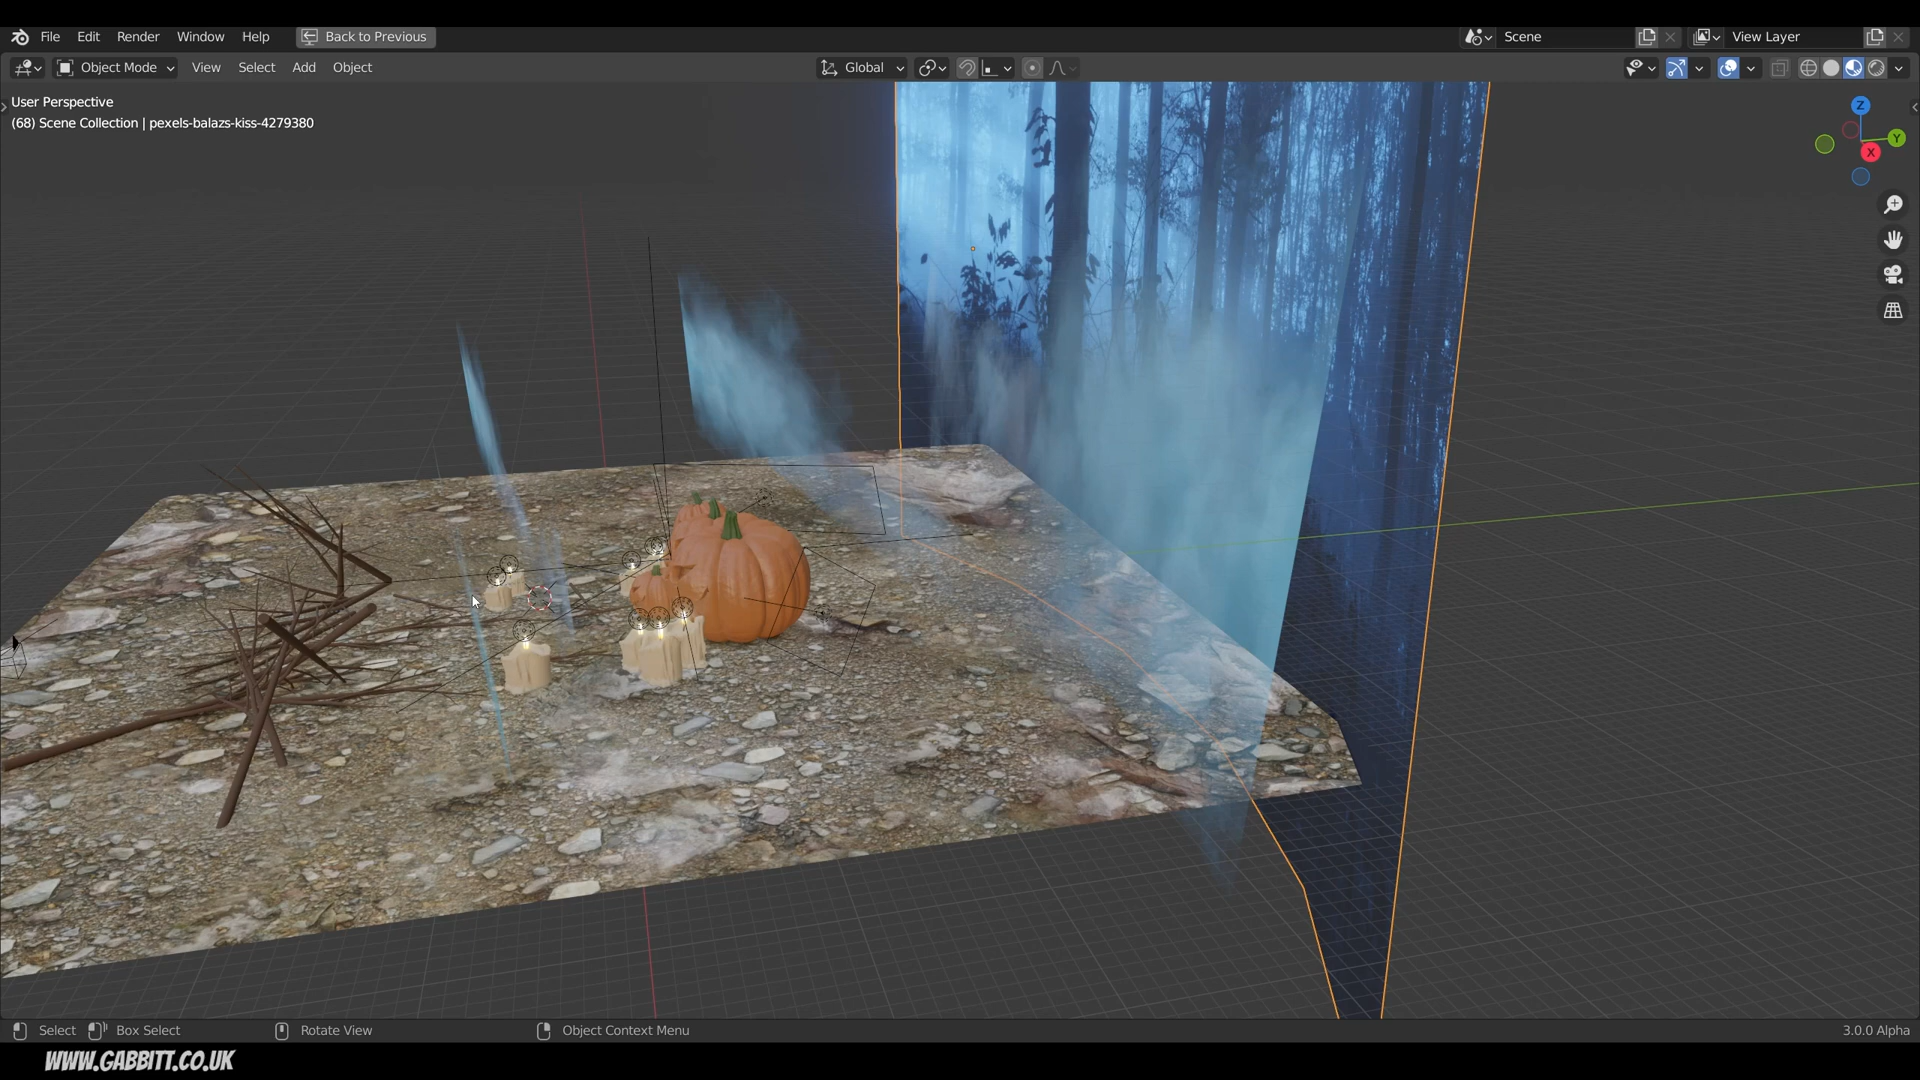 File Edit Render Window Help Back to Previous Scene View Layer
Object Mode View Select Add Object Global
User Perspective
(68) Scene Collection | pexels-balazs-kiss-4279380
Z
Y
X
Select Box Select Rotate View Object Context Menu 3.0.0 Alpha
WWW.GABBITT.CO.UK